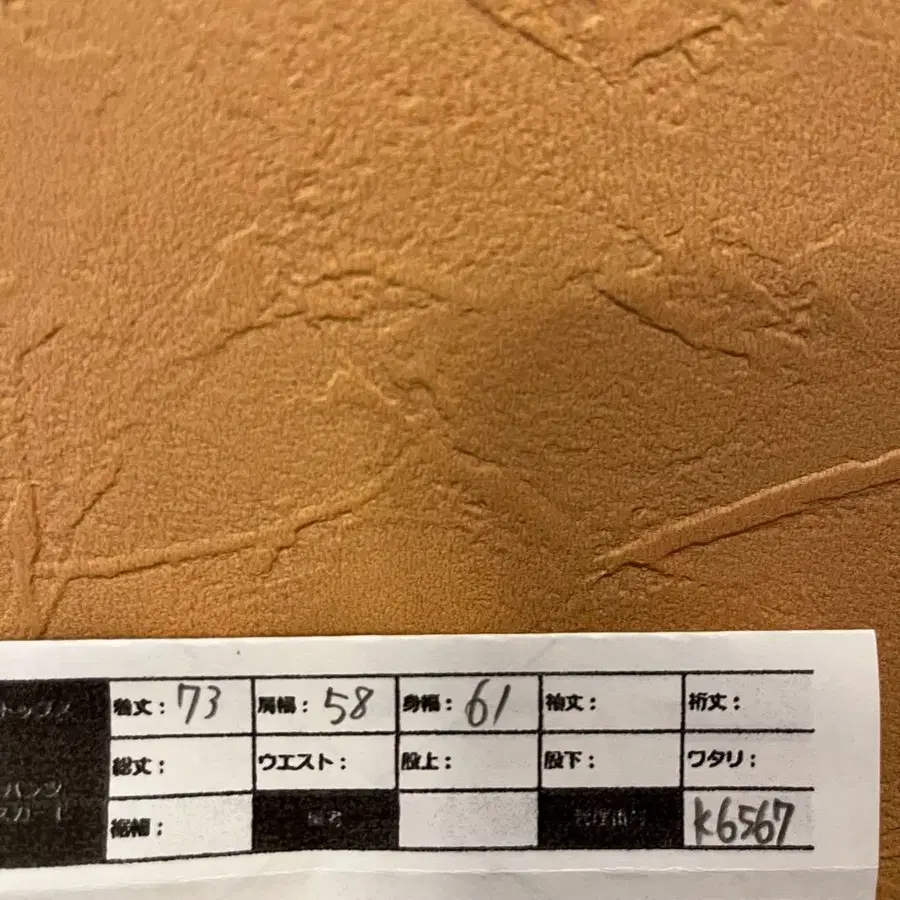 トップス 着丈：73 肩幅：58 身幅：61 袖丈： 裄丈：
総丈： ウエスト： 股上： 股下： ワタリ：
パンツ
スカート 裾幅： 備考 K6567